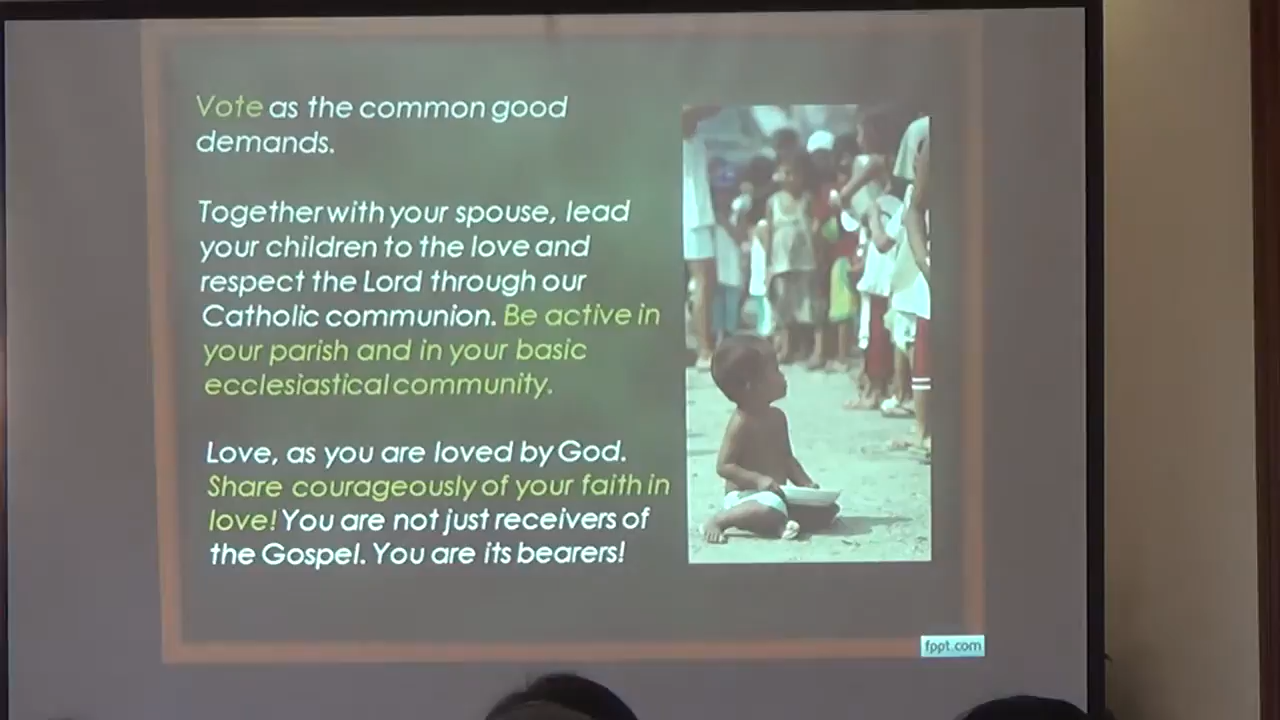 Vote as the common good
demands.
Together with your spouse, lead
your children to the love and
respect the Lord through our
Catholic communion. Be active in
your parish and in your basic
ecclesiastical community.
Love, as you are loved by God.
Share courageously of your faith in
love! You are not just receivers of
the Gospel. You are its bearers!
fppt.com